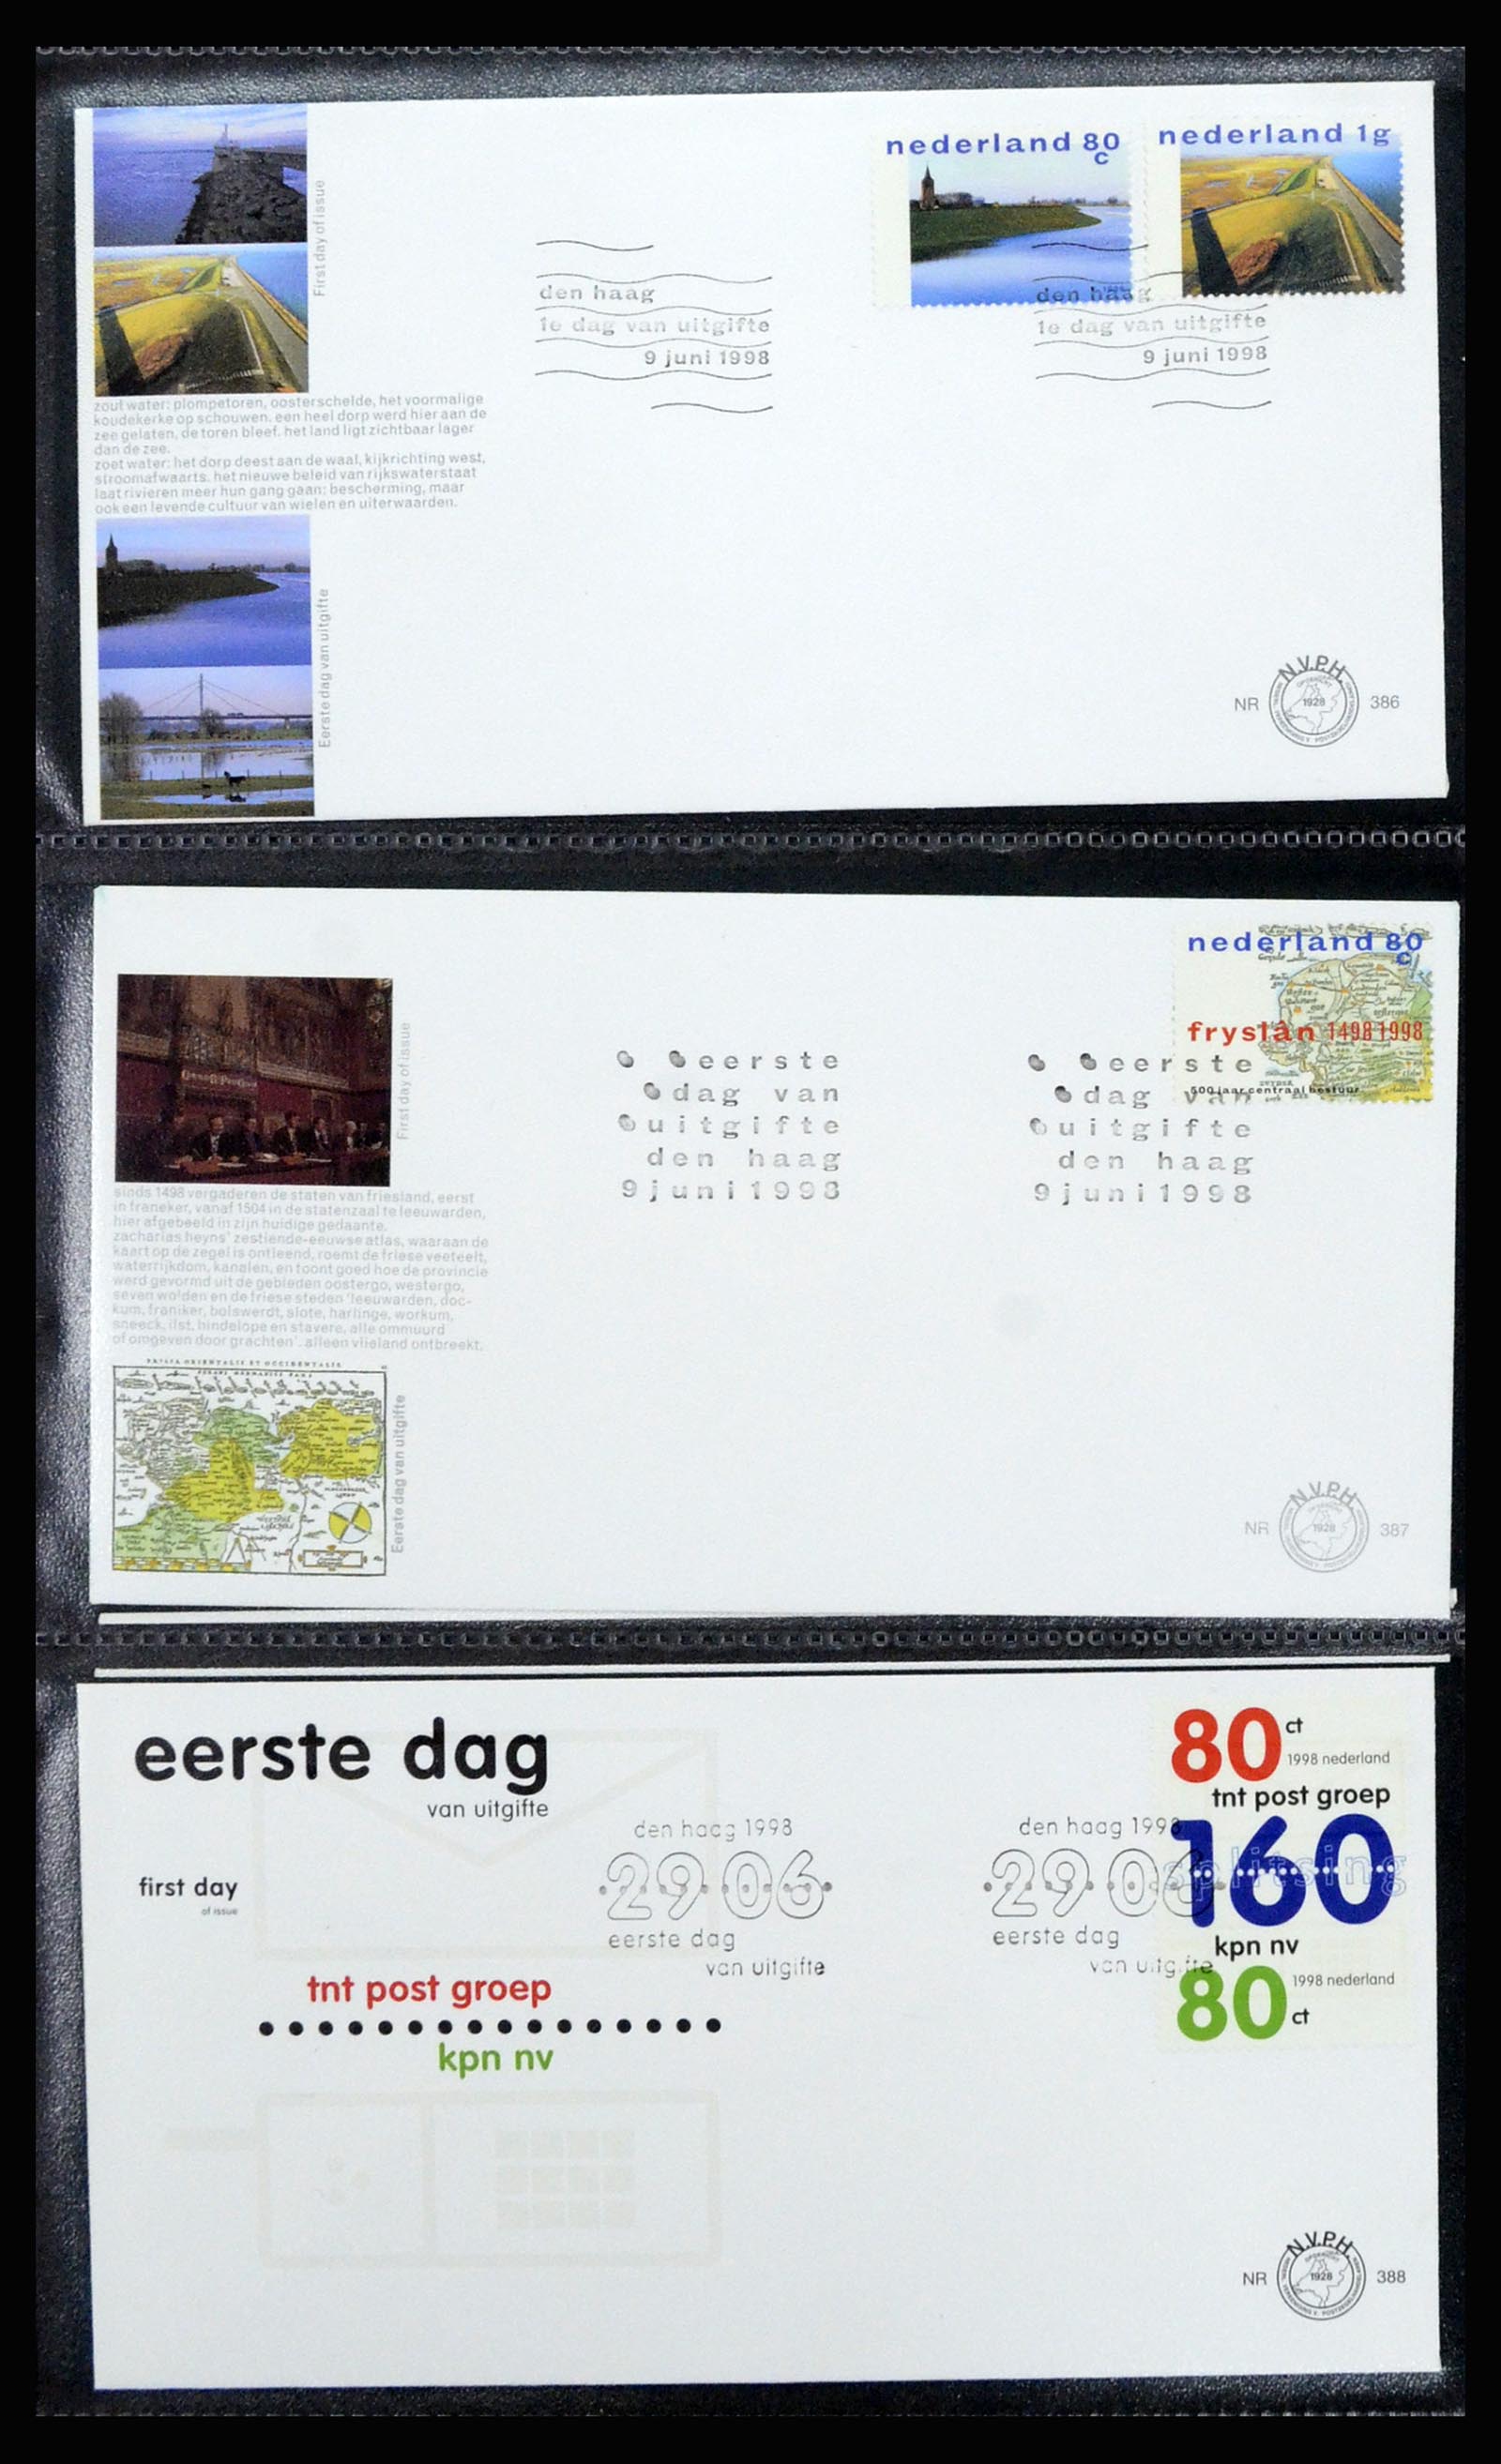 nederland 80
c
nederland 1g
First day of issue
den haag
1e dag van uitgifte
9 juni 1998
den haag
1e dag van uitgifte
9 juni 1998
zout water: plompetoren, oosterschelde, het voormalige
koudekerke op schouwen. een heel dorp werd hier aan de
zee gelaten, de toren bleef. het land ligt zichtbaar lager
dan de zee.
zoet water: het dorp deest aan de waal, kijkrichting west,
stroomafwaarts. het nieuwe beleid van rijkswaterstaat
laat rivieren meer hun gang gaan: bescherming, maar
ook een levende cultuur van wielen en uiterwaarden.
Eerste dag van uitgifte
NR
N.V.P.H.
1928
386
nederland 80
c
fryslân 1498 1998
500 jaar centraal bestuur
First day of issue
eerste
dag van
uitgifte
den haag
9 juni 1998
eerste
dag van
uitgifte
den haag
9 juni 1998
sinds 1498 vergaderen de staten van friesland, eerst
in franeker, vanaf 1504 in de statenzaal te leeuwarden,
hier afgebeeld in zijn huidige gedaante.
zacharias heyns' zestiende-eeuwse atlas, waaraan de
kaart op de zegel is ontleend, roemt de friese veeteelt,
waterrijkdom, kanalen, en toont goed hoe de provincie
werd gevormd uit de gebieden oostergo, westergo,
seven wolden en de friese steden 'leeuwarden, doc-
kum, franiker, bolswerdt, slote, harlinge, workum,
sneeck, ilst, hindelope en stavere, alle ommuurd
of omgeven door grachten'. alleen vlieland ontbreekt.
Eerste dag van uitgifte
NR
N.V.P.H.
1928
387
eerste dag
van uitgifte
first day
of issue
tnt post groep
kpn nv
den haag 1998
29 06
eerste dag
van uitgifte
den haag 1998
29 06
eerste dag
van uitgifte
80 ct
1998 nederland
tnt post groep
160
splitsing
kpn nv
80 ct
1998 nederland
NR
N.V.P.H.
1928
388